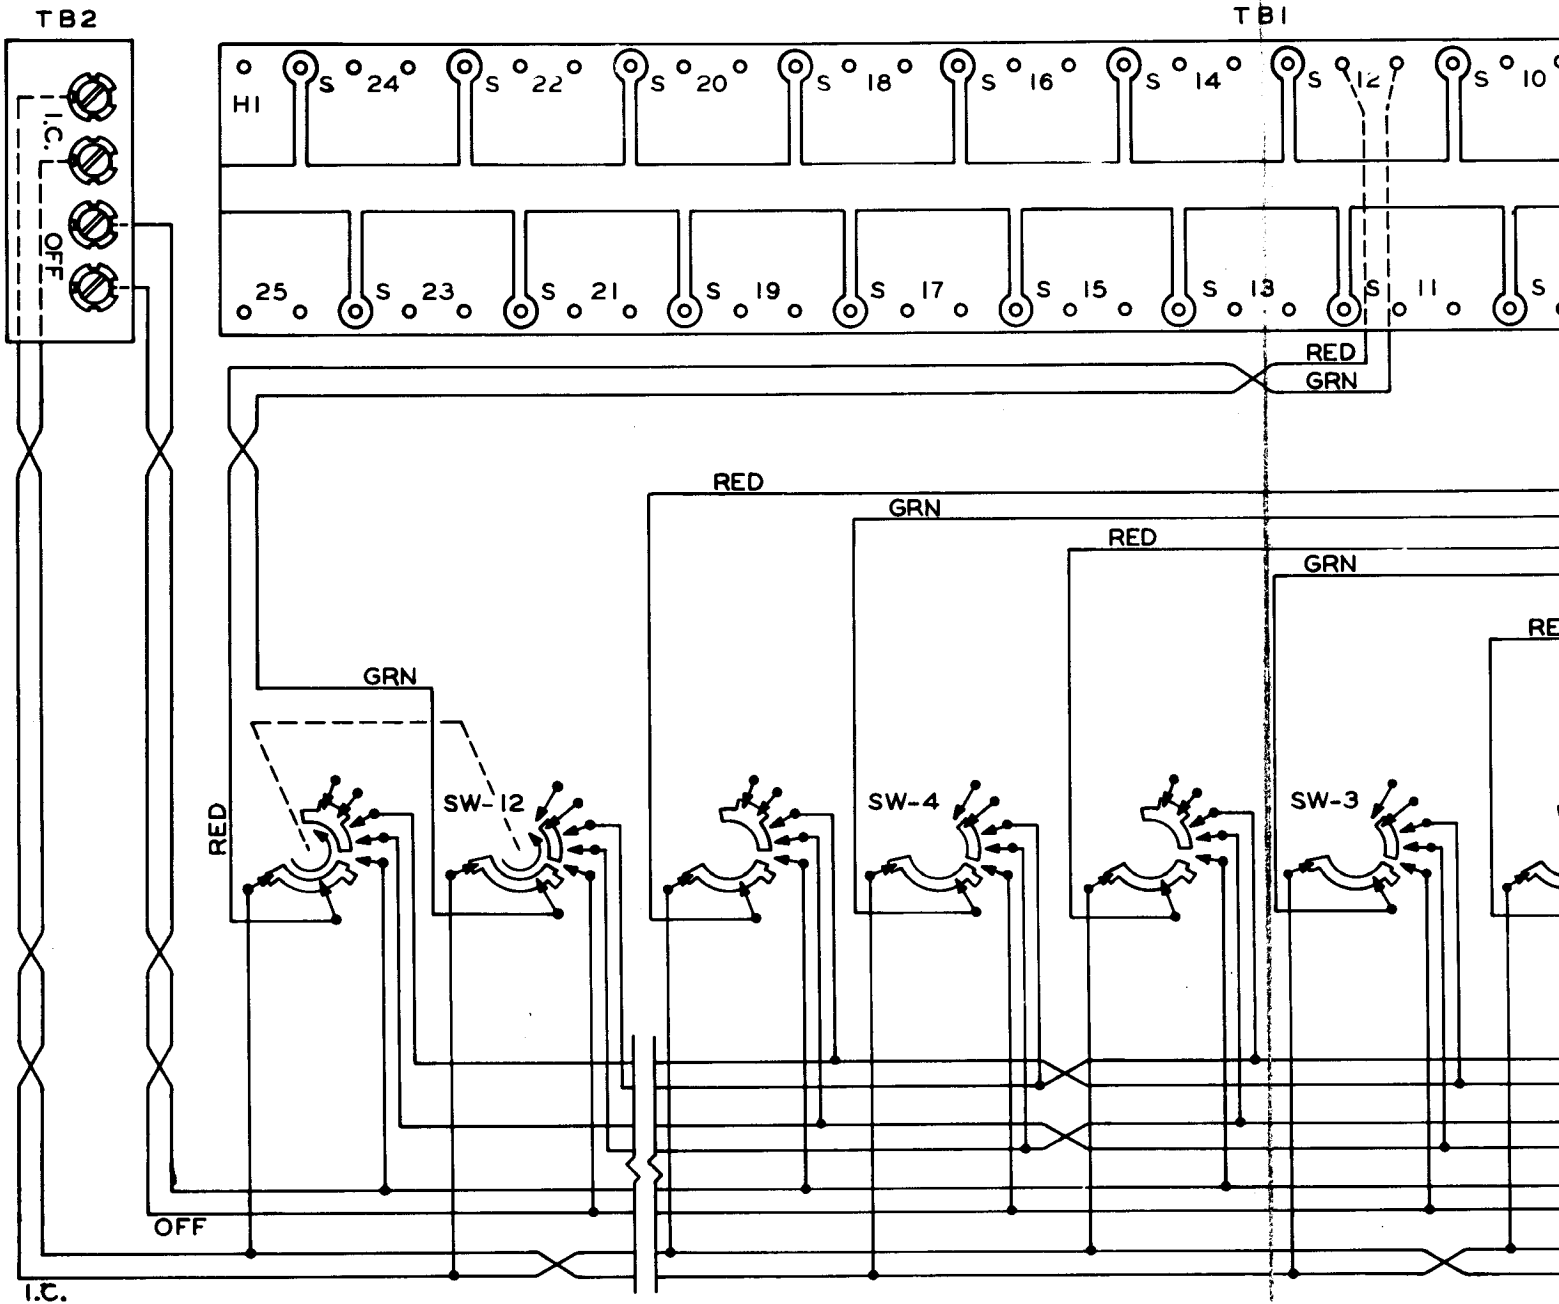 TB2
TB1
H1 S 24 S 22 S 20 S 18 S 16 S 14 S 12 S 10
I.C.
OFF
25 S 23 S 21 S 19 S 17 S 15 S 13 S 11 S
RED
GRN
RED
GRN
RED
GRN
RE
GRN
RED
SW-12
SW-4
SW-3
OFF
I.C.